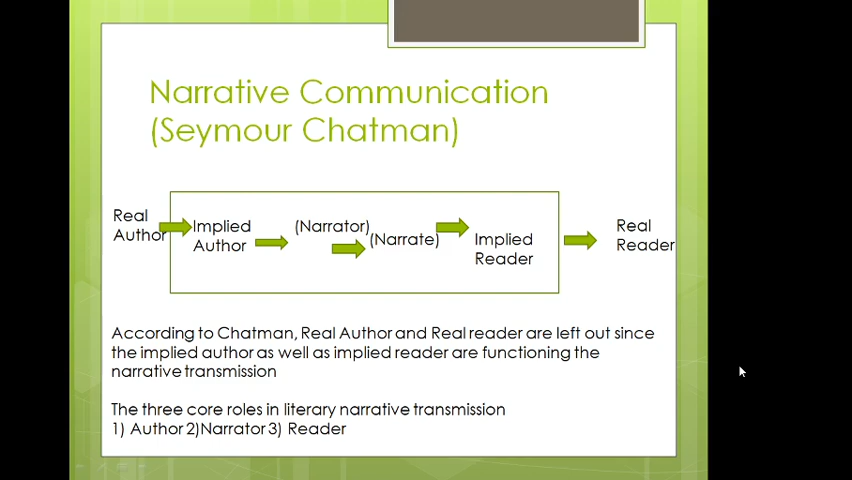 Narrative Communication
(Seymour Chatman)
Real
Author
Implied
Author
(Narrator)
(Narrate)
Implied
Reader
Real
Reader
According to Chatman, Real Author and Real reader are left out since
the implied author as well as implied reader are functioning the
narrative transmission
The three core roles in literary narrative transmission
1) Author 2)Narrator 3) Reader